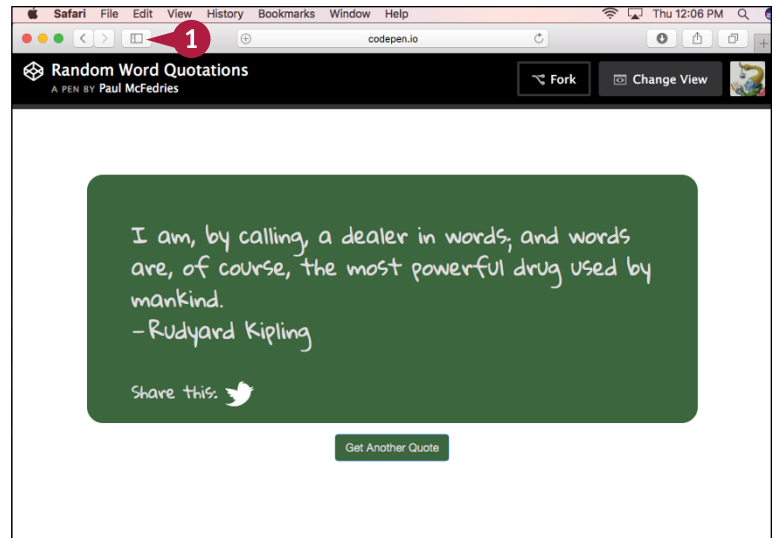 Safari File Edit View History Bookmarks Window Help Thu 12:06 PM
1
codepen.io
Random Word Quotations
A PEN BY Paul McFedries
Fork
Change View
I am, by calling, a dealer in words; and words
are, of course, the most powerful drug used by
mankind.
–Rudyard Kipling
Share this:
Get Another Quote